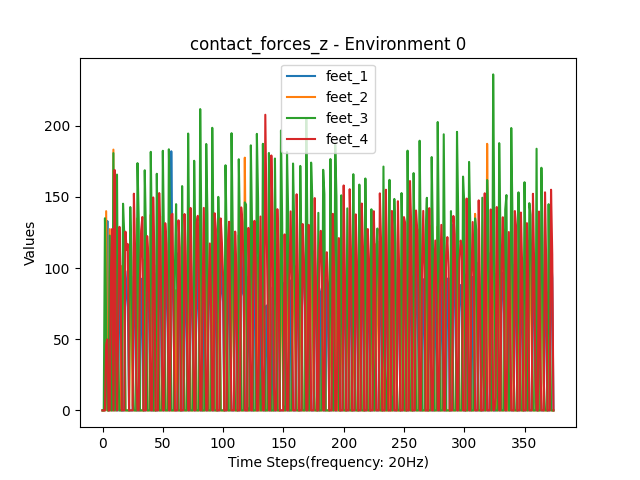 contact_forces_z - Environment 0
feet_1
feet_2
feet_3
feet_4
Values
200
150
100
50
0
0 50 100 150 200 250 300 350
Time Steps(frequency: 20Hz)